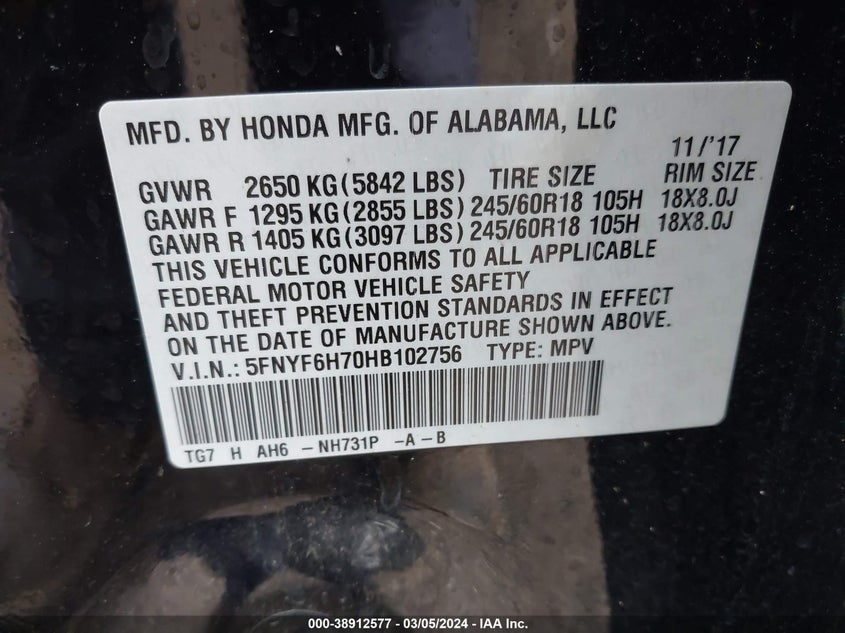 MFD. BY HONDA MFG. OF ALABAMA, LLC
11/'17
GVWR 2650 KG (5842 LBS) TIRE SIZE RIM SIZE
GAWR F 1295 KG (2855 LBS) 245/60R18 105H 18X8.0J
GAWR R 1405 KG (3097 LBS) 245/60R18 105H 18X8.0J
THIS VEHICLE CONFORMS TO ALL APPLICABLE
FEDERAL MOTOR VEHICLE SAFETY
AND THEFT PREVENTION STANDARDS IN EFFECT
ON THE DATE OF MANUFACTURE SHOWN ABOVE.
V.I.N.: 5FNYF6H70HB102756 TYPE: MPV
TG7 H AH6 -NH731P -A-B
000-38912577 - 03/05/2024 - IAA Inc.